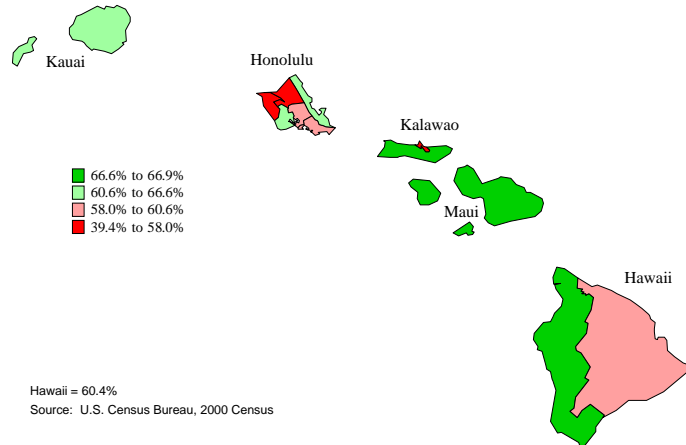 Kauai
Honolulu
Kalawao
66.6% to 66.9%
60.6% to 66.6%
58.0% to 60.6%
39.4% to 58.0%
Maui
Hawaii
Hawaii = 60.4%
Source: U.S. Census Bureau, 2000 Census